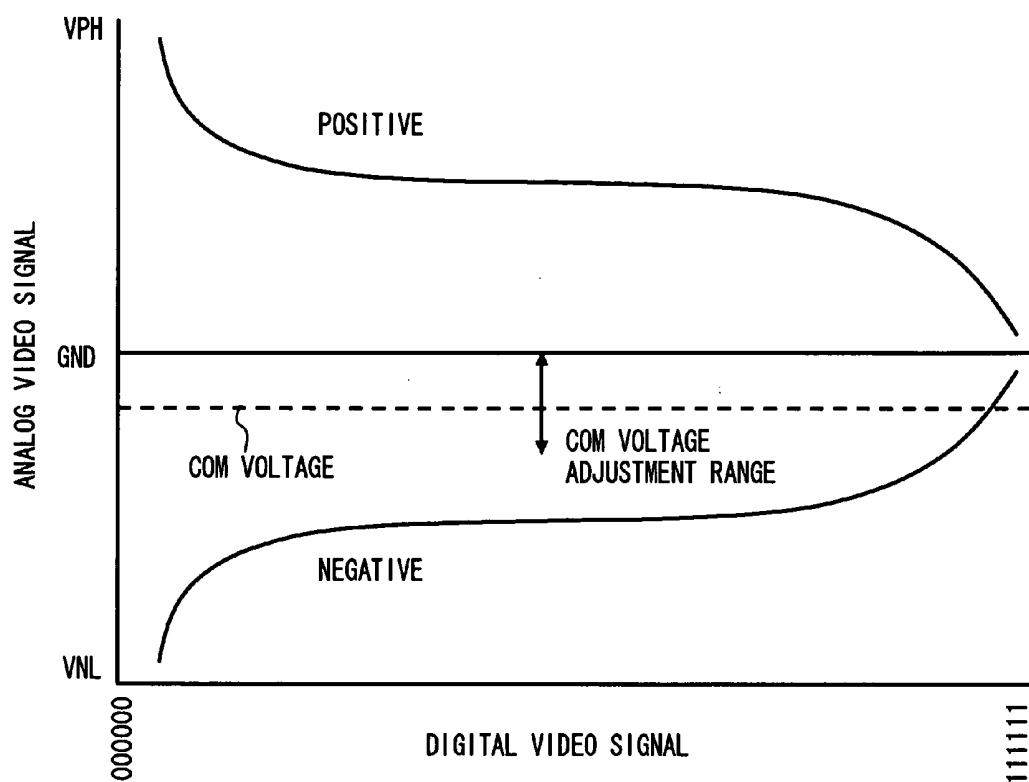 VPH
POSITIVE
ANALOG VIDEO SIGNAL
GND
COM VOLTAGE
COM VOLTAGE
ADJUSTMENT RANGE
NEGATIVE
VNL
000000
DIGITAL VIDEO SIGNAL
111111